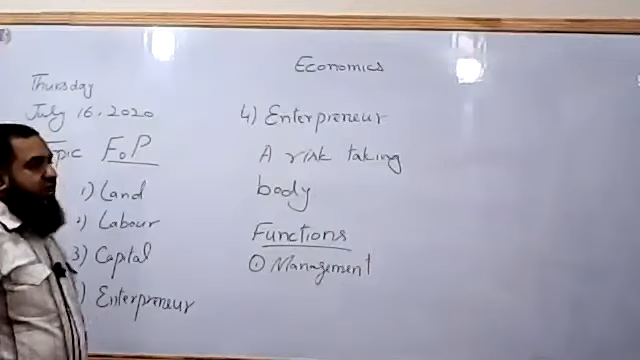 Economics
Thursday
July 16, 2020
Topic FoP
1) Land
2) Labour
3) Capital
) Enterpreneur
4) Enterpreneur
A risk taking
body
Functions
① Management